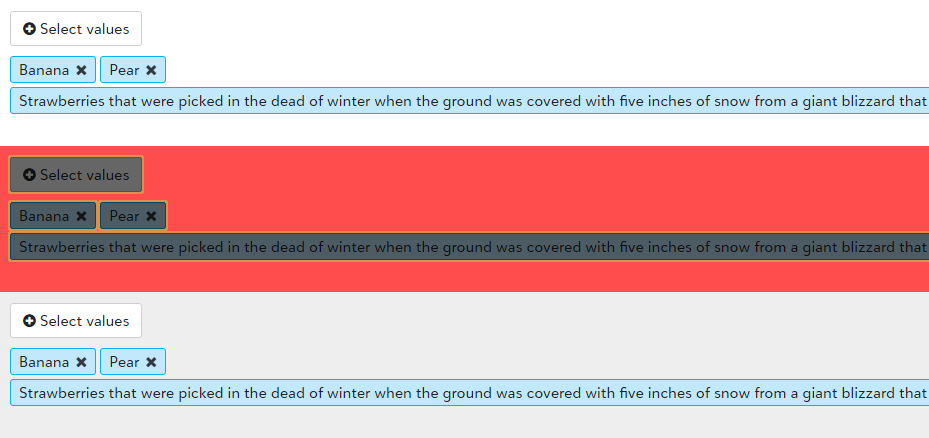 Select values
Banana Pear
Strawberries that were picked in the dead of winter when the ground was covered with five inches of snow from a giant blizzard that
Select values
Banana Pear
Strawberries that were picked in the dead of winter when the ground was covered with five inches of snow from a giant blizzard that
Select values
Banana Pear
Strawberries that were picked in the dead of winter when the ground was covered with five inches of snow from a giant blizzard that